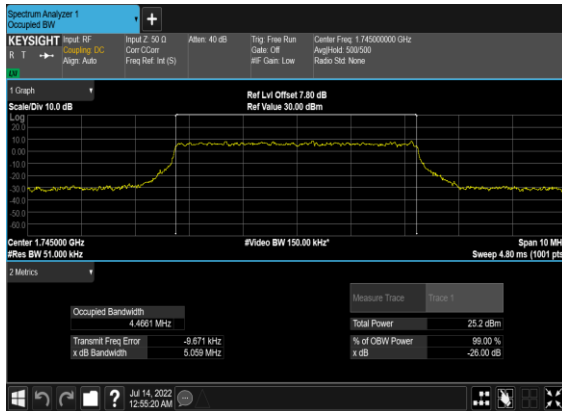 Spectrum Analyzer 1
Occupied BW
+
KEYSIGHT
R T
LXI
Input: RF
Coupling: DC
Align: Auto
Input Z: 50 Ω
Corr CCorr
Freq Ref: Int (S)
Atten: 40 dB
Trig: Free Run
Gate: Off
#IF Gain: Low
Center Freq: 1.745000000 GHz
Avg|Hold: 500/500
Radio Std: None
1 Graph
Scale/Div 10.0 dB
Ref Lvl Offset 7.80 dB
Ref Value 30.00 dBm
Log
20.0
10.0
0.00
-10.0
-20.0
-30.0
-40.0
-50.0
-60.0
Center 1.745000 GHz
#Res BW 51.000 kHz
#Video BW 150.00 kHz*
Span 10 MH
Sweep 4.80 ms (1001 pts
2 Metrics
Measure Trace Trace 1
Occupied Bandwidth
4.4661 MHz
Total Power 25.2 dBm
Transmit Freq Error -9.671 kHz
% of OBW Power 99.00 %
x dB Bandwidth 5.059 MHz
x dB -26.00 dB
?
Jul 14, 2022
12:55:20 AM